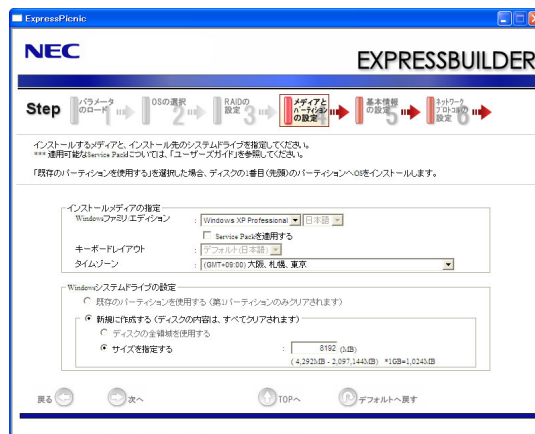 ExpressPicnic
NEC
EXPRESSBUILDER
Step パラメータのロード 1 OSの選択 2 RAIDの設定 3 メディアとパーティションの設定 4 基本情報の設定 5 ネットワークプロトコルの設定 6
インストールするメディアと、インストール先のシステムドライブを指定してください。
*** 適用可能なService Packについては、「ユーザーズガイド」を参照してください。
「既存のパーティションを使用する」を選択した場合、ディスクの1番目(先頭)のパーティションへOSをインストールします。
インストールメディアの指定
Windowsファミリ/エディション : Windows XP Professional 日本語
Service Packを適用する
キーボードレイアウト : デフォルト(日本語)
タイムゾーン : (GMT+09:00) 大阪、札幌、東京
Windowsシステムドライブの設定
既存のパーティションを使用する (第1パーティションのみクリアされます)
新規に作成する (ディスクの内容は、すべてクリアされます)
ディスクの全領域を使用する
サイズを指定する : 8192 (MB)
(4,292MB - 2,097,144MB) *1GB=1,024MB
戻る 次へ TOPへ デフォルトへ戻す